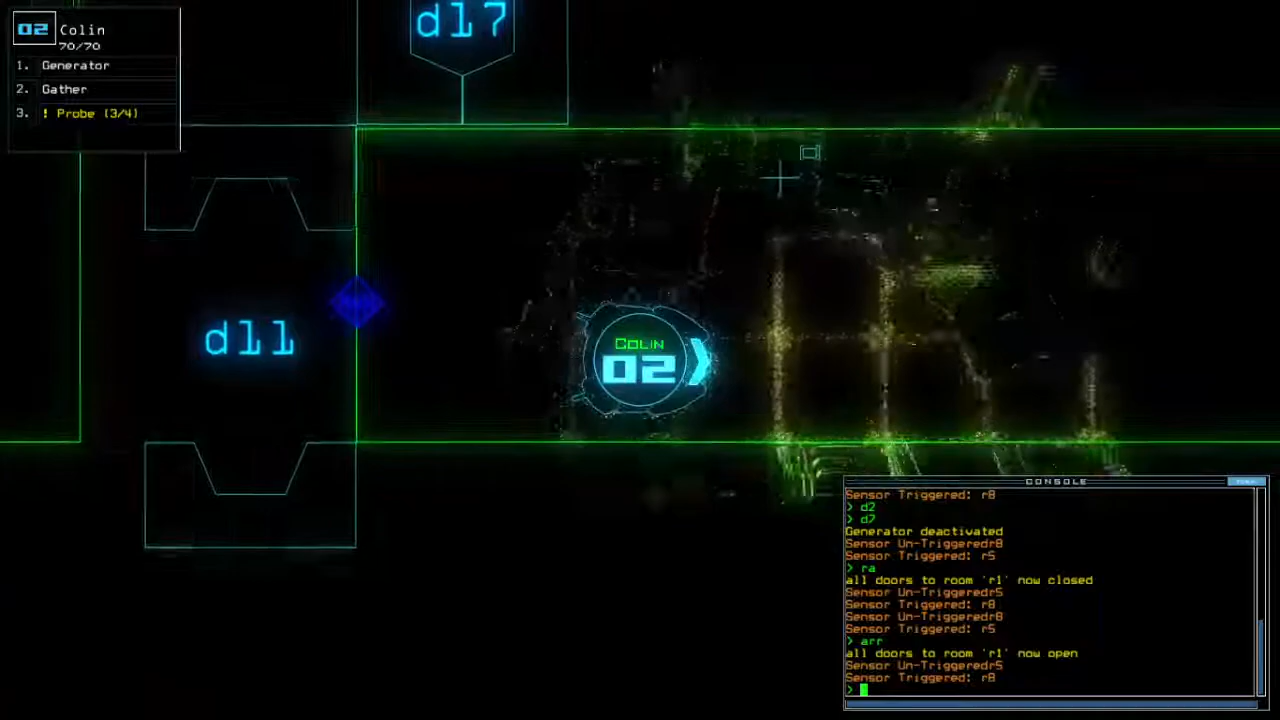 02 Colin
70/70
1. Generator
2. Gather
3. ! Probe (3/4)
d17
d11
Colin
02
CONSOLE
Sensor Triggered: r8
> d2
> d7
Generator deactivated
Sensor Un-Triggeredr8
Sensor Triggered: r5
> ra
all doors to room 'r1' now closed
Sensor Un-Triggeredr5
Sensor Triggered: r8
Sensor Un-Triggeredr8
Sensor Triggered: r5
> arr
all doors to room 'r1' now open
Sensor Un-Triggeredr5
Sensor Triggered: r8
>